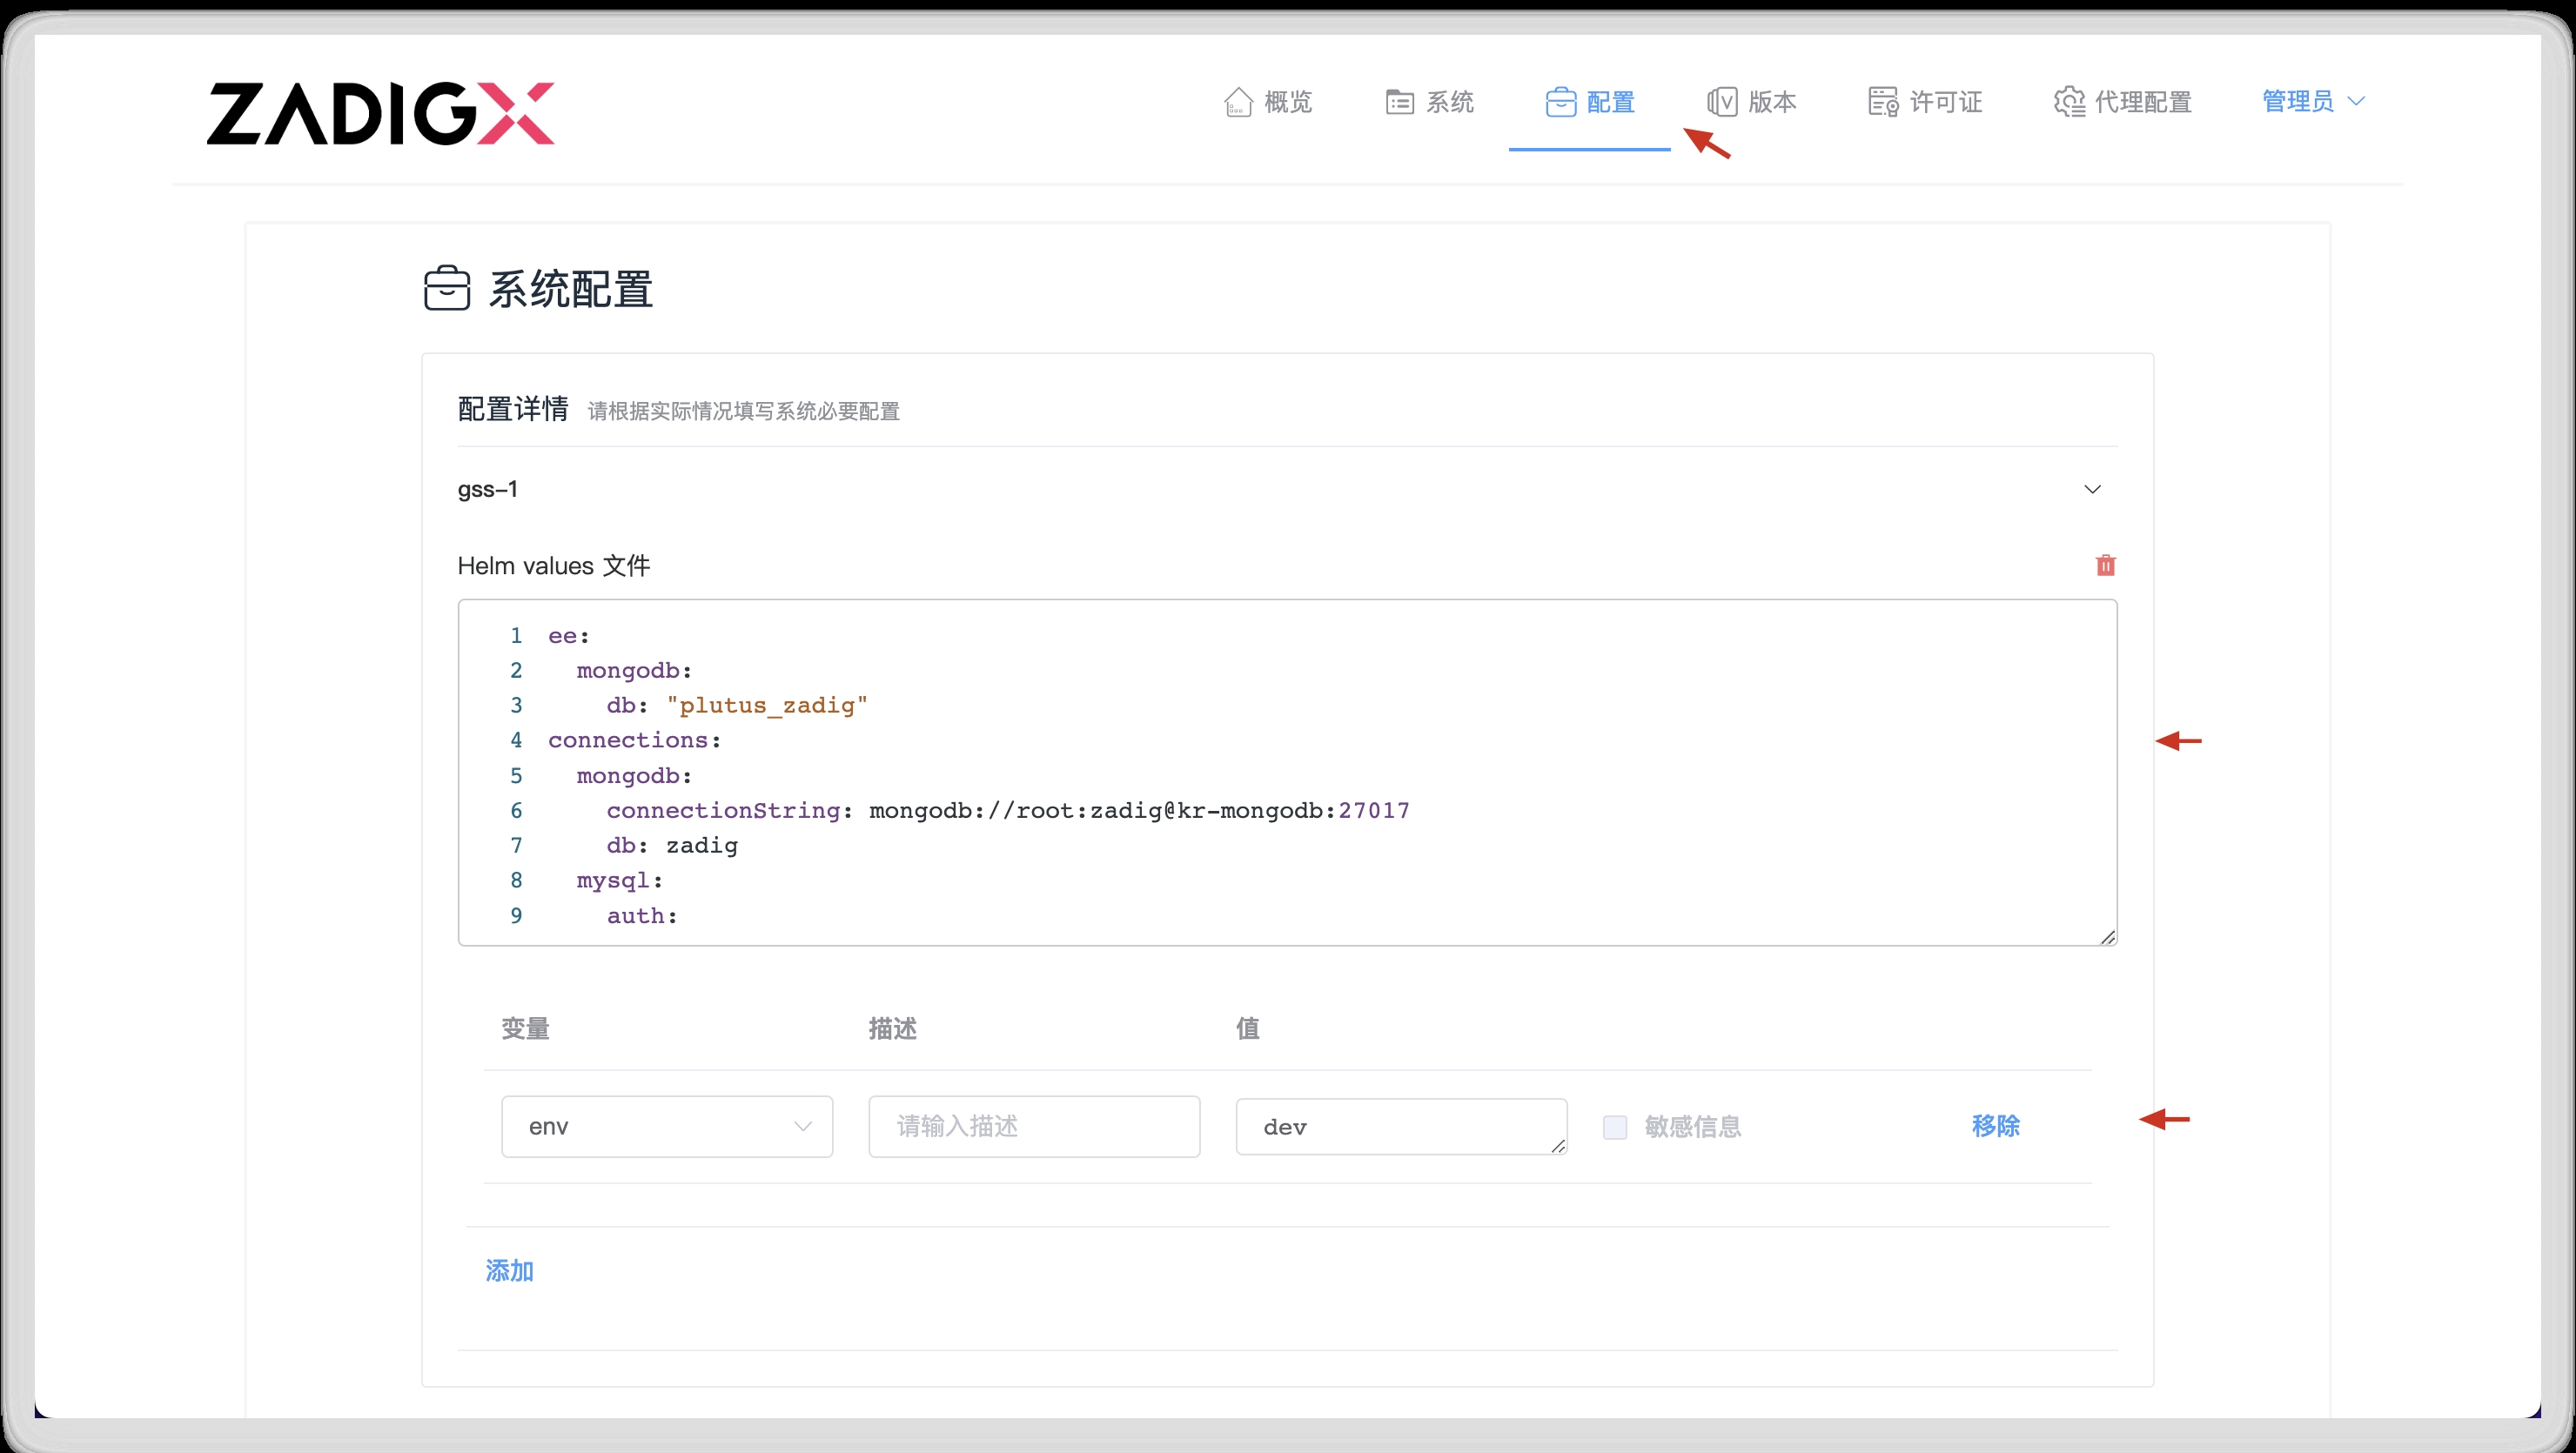 ZADIGX
概览 系统 配置 版本 许可证 代理配置 管理员
系统配置
配置详情 请根据实际情况填写系统必要配置
gss-1
Helm values 文件
1 ee:
2 mongodb:
3 db: "plutus_zadig"
4 connections:
5 mongodb:
6 connectionString: mongodb://root:zadig@kr-mongodb:27017
7 db: zadig
8 mysql:
9 auth:
变量 描述 值
env 请输入描述 dev 敏感信息 移除
添加